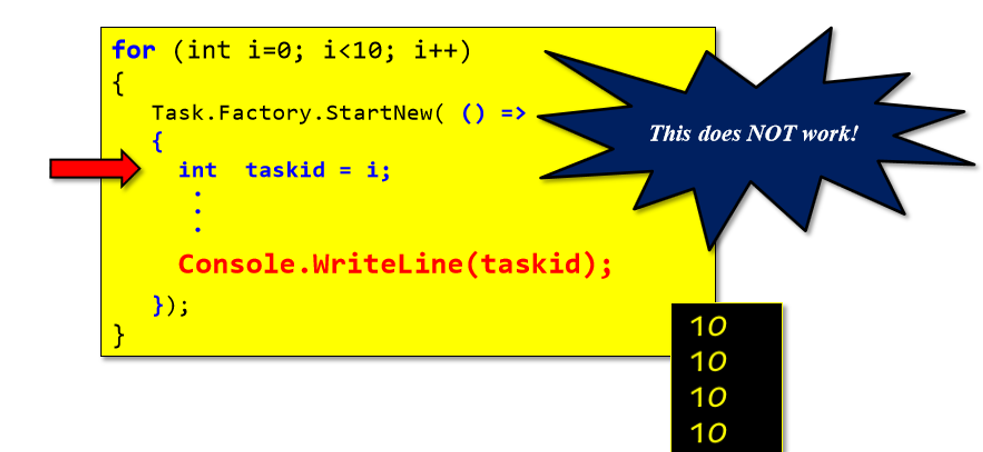 for (int i=0; i<10; i++)
{
Task.Factory.StartNew( () =>
{
int taskid = i;
.
.
.
Console.WriteLine(taskid);
});
}
This does NOT work!
10
10
10
10